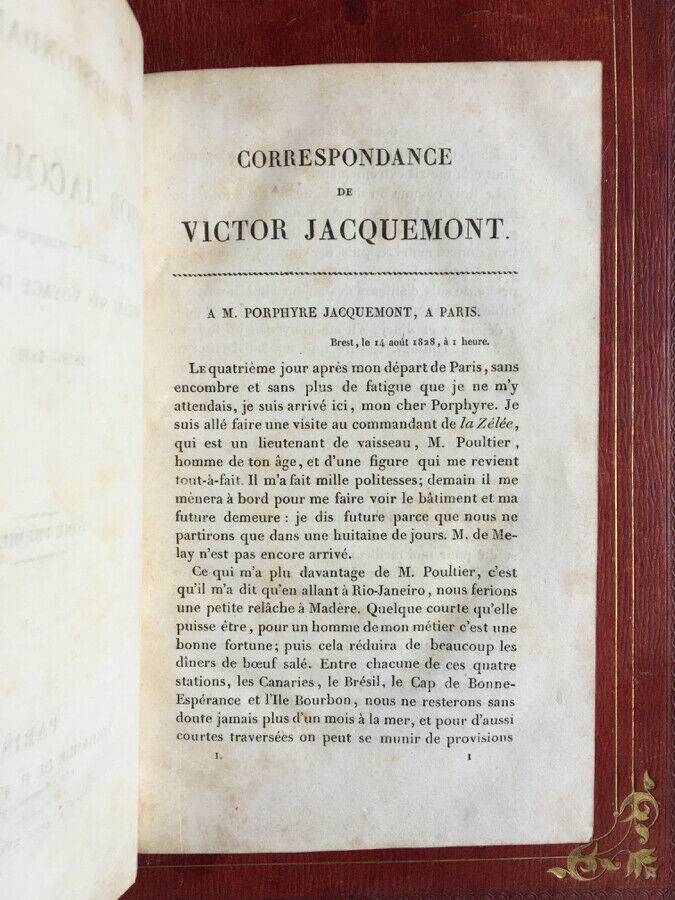 CORRESPONDANCE
DE
VICTOR JACQUEMONT.
A M. PORPHYRE JACQUEMONT, A PARIS.
Brest, le 14 août 1828, à 1 heure.
LE quatrième jour après mon départ de Paris, sans
encombre et sans plus de fatigue que je ne m'y
attendais, je suis arrivé ici, mon cher Porphyre. Je
suis allé faire une visite au commandant de la Zélée,
qui est un lieutenant de vaisseau, M. Poultier,
homme de ton âge, et d'une figure qui me revient
tout-à-fait. Il m'a fait mille politesses; demain il me
mènera à bord pour me faire voir le bâtiment et ma
future demeure : je dis future parce que nous ne
partirons que dans une huitaine de jours. M. de Me-
lay n'est pas encore arrivé.
Ce qui m'a plu davantage de M. Poultier, c'est
qu'il m'a dit qu'en allant à Rio-Janeiro, nous ferions
une petite relâche à Madère. Quelque courte qu'elle
puisse être, pour un homme de mon métier c'est une
bonne fortune; puis cela réduira de beaucoup les
dîners de bœuf salé. Entre chacune de ces quatre
stations, les Canaries, le Brésil, le Cap de Bonne-
Espérance et l'Ile Bourbon, nous ne resterons sans
doute jamais plus d'un mois à la mer, et pour d'aussi
courtes traversées on peut se munir de provisions
I. 1